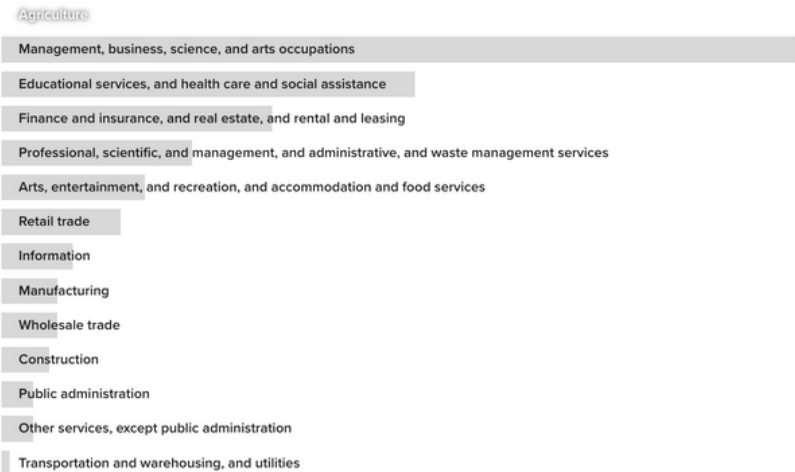 Agriculture
Management, business, science, and arts occupations
Educational services, and health care and social assistance
Finance and insurance, and real estate, and rental and leasing
Professional, scientific, and management, and administrative, and waste management services
Arts, entertainment, and recreation, and accommodation and food services
Retail trade
Information
Manufacturing
Wholesale trade
Construction
Public administration
Other services, except public administration
Transportation and warehousing, and utilities